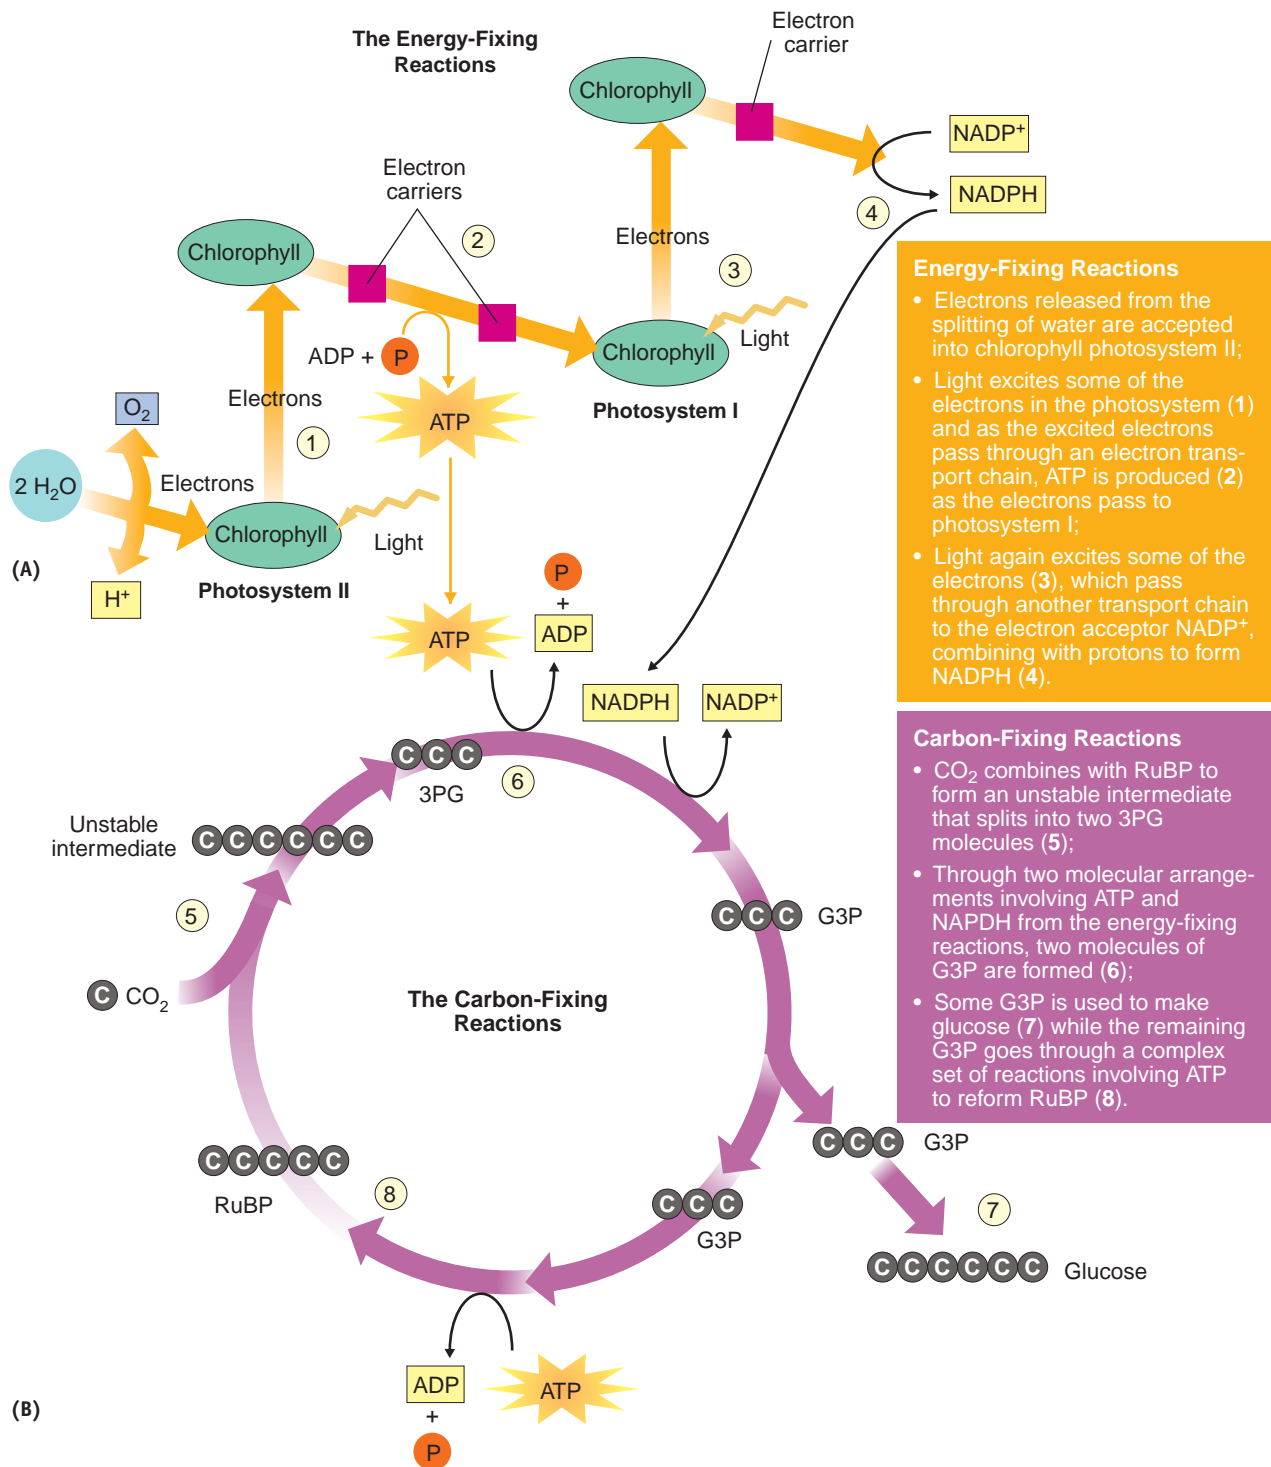 The Energy-Fixing
Reactions
Electron
carrier
Chlorophyll
NADP+
NADPH
4
Electrons
3
Light
Chlorophyll
Photosystem I
Electron
carriers
2
Chlorophyll
ADP + P
ATP
Electrons
1
O2
2 H2O
Electrons
H+
Chlorophyll
Light
Photosystem II
(A)
ATP
P
+
ADP
NADPH
NADP+
Energy-Fixing Reactions
• Electrons released from the
splitting of water are accepted
into chlorophyll photosystem II;
• Light excites some of the
electrons in the photosystem (1)
and as the excited electrons
pass through an electron trans-
port chain, ATP is produced (2)
as the electrons pass to
photosystem I;
• Light again excites some of the
electrons (3), which pass
through another transport chain
to the electron acceptor NADP+,
combining with protons to form
NADPH (4).
Carbon-Fixing Reactions
• CO2 combines with RuBP to
form an unstable intermediate
that splits into two 3PG
molecules (5);
• Through two molecular arrange-
ments involving ATP and
NAPDH from the energy-fixing
reactions, two molecules of
G3P are formed (6);
• Some G3P is used to make
glucose (7) while the remaining
G3P goes through a complex
set of reactions involving ATP
to reform RuBP (8).
C C C
3PG
6
Unstable
intermediate
C C C C C C
5
C CO2
C C C G3P
The Carbon-Fixing
Reactions
C C C G3P
7
C C C C C C Glucose
C C C
G3P
C C C C C
RuBP
8
ADP
+
P
ATP
(B)